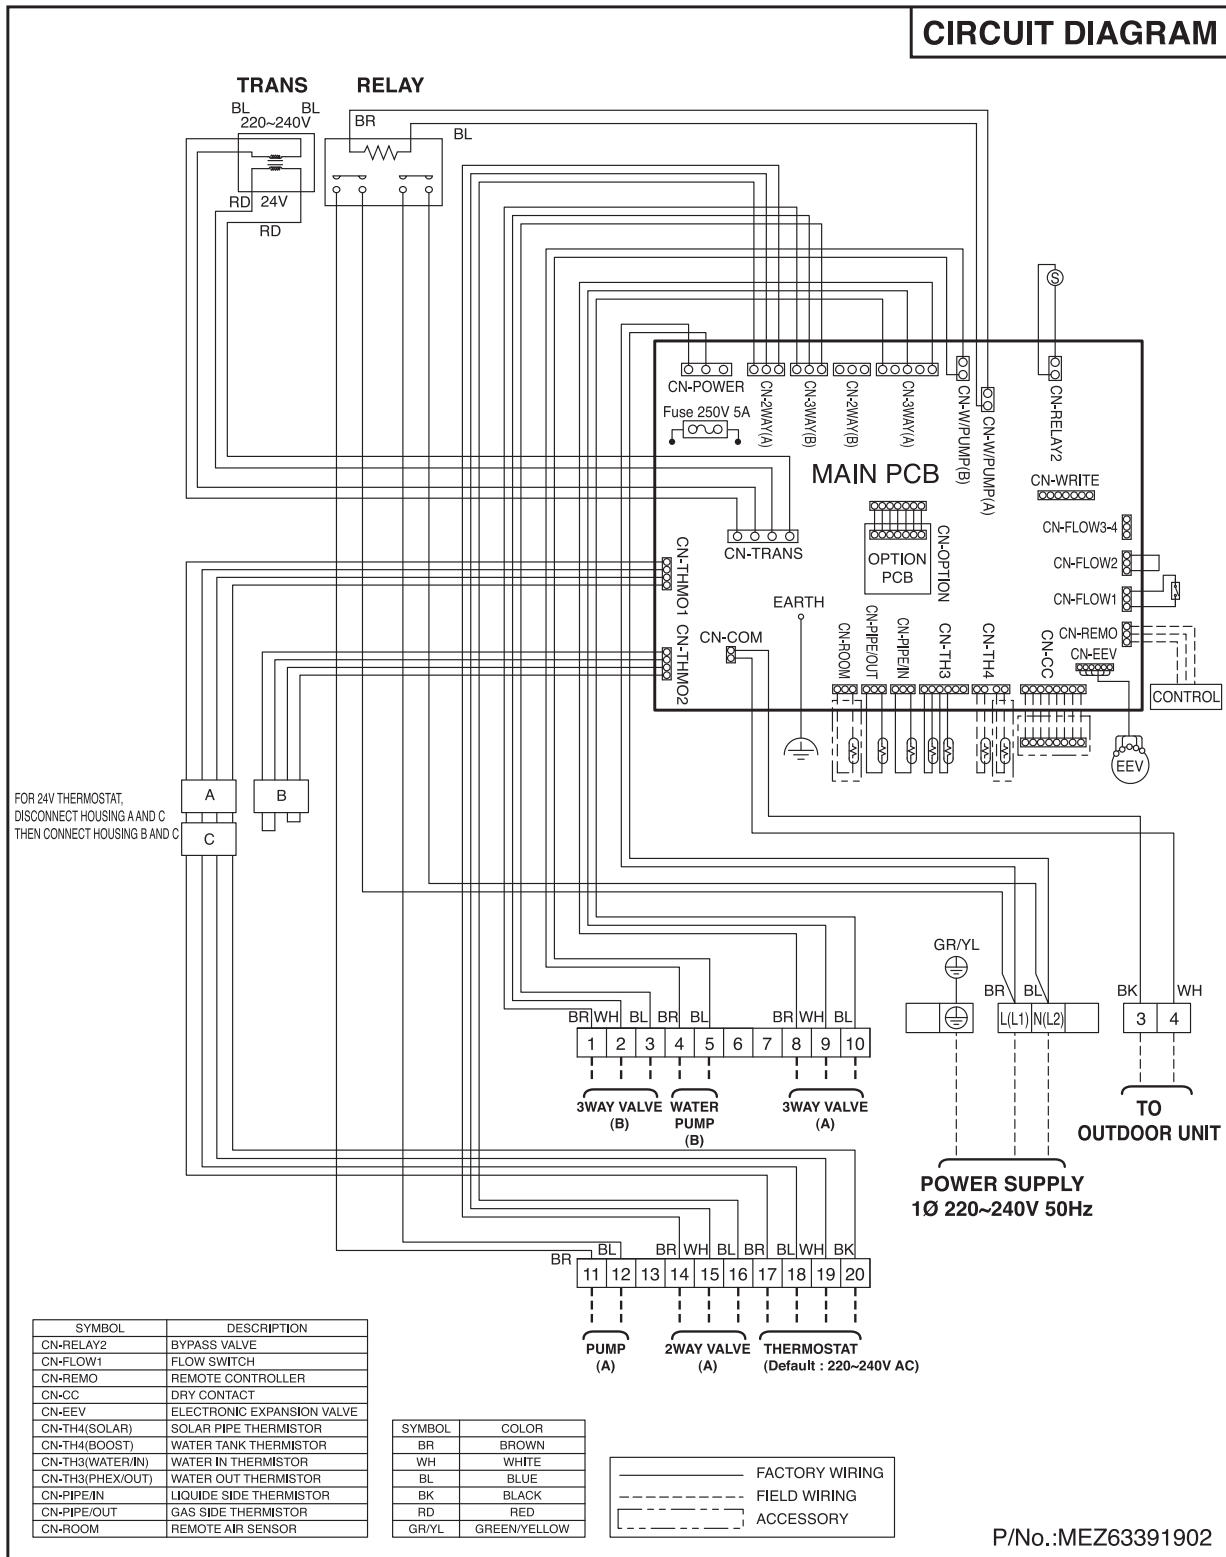 CIRCUIT DIAGRAM
TRANS RELAY
BL BL
220~240V
BR
BL
RD 24V
RD
S
CN-POWER
Fuse 250V 5A
CN-2WAY(A)
CN-3WAY(B)
CN-2WAY(B)
CN-3WAY(A)
CN-W/PUMP(B)
CN-W/PUMP(A)
CN-RELAY2
MAIN PCB
CN-WRITE
CN-FLOW3-4
CN-TRANS
OPTION
PCB
CN-OPTION
CN-FLOW2
CN-THMO1
CN-FLOW1
EARTH
CN-COM
CN-THMO2
CN-ROOM
CN-PIPE/OUT
CN-PIPE/IN
CN-TH3
CN-TH4
CN-CC
CN-REMO
CN-EEV
CONTROL
EEV
FOR 24V THERMOSTAT,
DISCONNECT HOUSING A AND C
THEN CONNECT HOUSING B AND C
A
B
C
GR/YL
BR BL BK WH
L(L1) N(L2)
3 4
BR WH BL BR BL BR WH BL
1 2 3 4 5 6 7 8 9 10
3WAY VALVE
(B)
WATER
PUMP
(B)
3WAY VALVE
(A)
TO
OUTDOOR UNIT
POWER SUPPLY
1Ø 220~240V 50Hz
BR BL BR WH BL BR BL WH BK
11 12 13 14 15 16 17 18 19 20
PUMP
(A)
2WAY VALVE
(A)
THERMOSTAT
(Default : 220~240V AC)
SYMBOL DESCRIPTION
CN-RELAY2 BYPASS VALVE
CN-FLOW1 FLOW SWITCH
CN-REMO REMOTE CONTROLLER
CN-CC DRY CONTACT
CN-EEV ELECTRONIC EXPANSION VALVE
CN-TH4(SOLAR) SOLAR PIPE THERMISTOR
CN-TH4(BOOST) WATER TANK THERMISTOR
CN-TH3(WATER/IN) WATER IN THERMISTOR
CN-TH3(PHEX/OUT) WATER OUT THERMISTOR
CN-PIPE/IN LIQUIDE SIDE THERMISTOR
CN-PIPE/OUT GAS SIDE THERMISTOR
CN-ROOM REMOTE AIR SENSOR
SYMBOL COLOR
BR BROWN
WH WHITE
BL BLUE
BK BLACK
RD RED
GR/YL GREEN/YELLOW
FACTORY WIRING
FIELD WIRING
ACCESSORY
P/No.:MEZ63391902